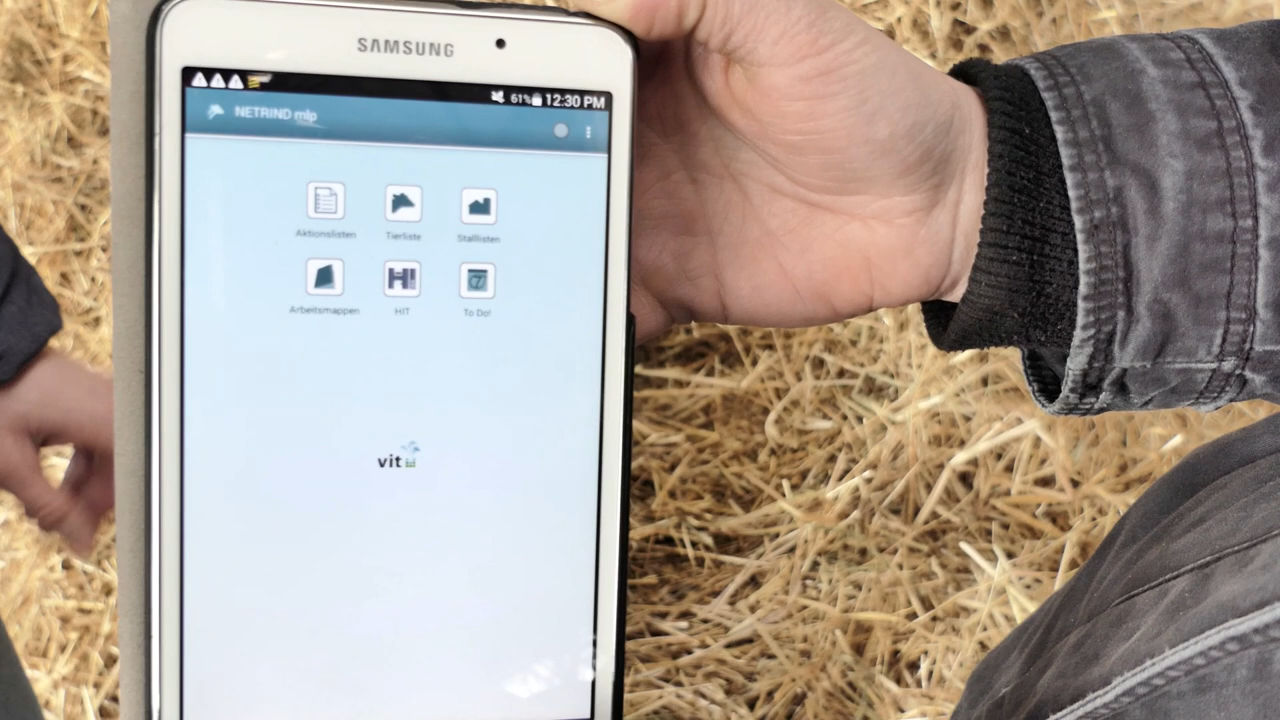 SAMSUNG
61% 12:30 PM
NETRIND mlp
Aktionslisten Tierliste Stalllisten
Arbeitsmappen HIT To Do!
vit